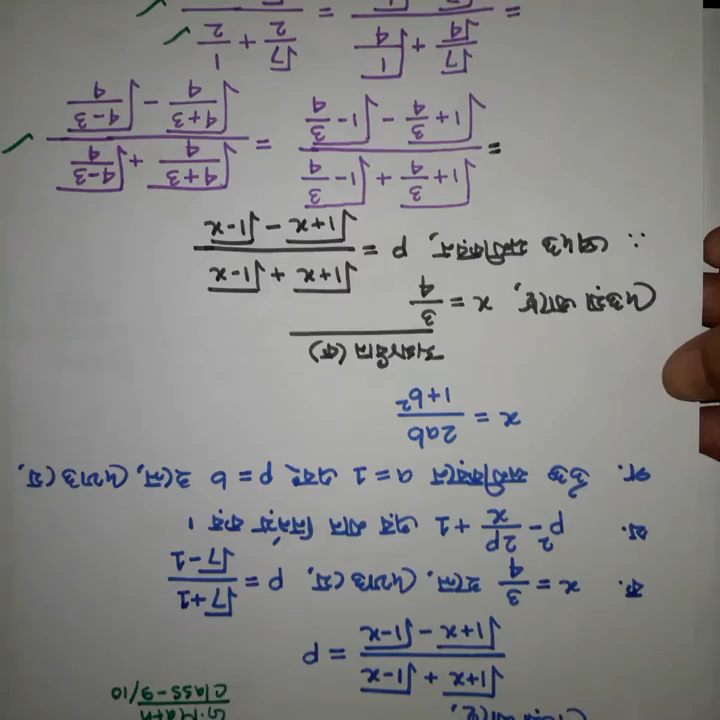 G.Math
Class-9/10
দেওয়া আছে,
√1+x + √1-x / √1+x - √1-x = p
ক. x = 3/4 হলে, দেখাও যে, p = √7+1 / √7-1
খ. p² - 2p/x + 1 এর মান নির্ণয় কর ।
গ. উক্ত সমীকরণে a = 1 এবং p = b হলে, দেখাও যে,
x = 2ab / 1+b²
সমাধান (ক)
দেওয়া আছে, x = 3/4
∴ প্রদত্ত সমীকরণ, p = √1+x + √1-x / √1+x - √1-x
= √1+3/4 + √1-3/4 / √1+3/4 - √1-3/4 = √4+3/4 + √4-3/4 / √4+3/4 - √4-3/4
= √7/√4 + √1/√4 = √7/2 + 1/2